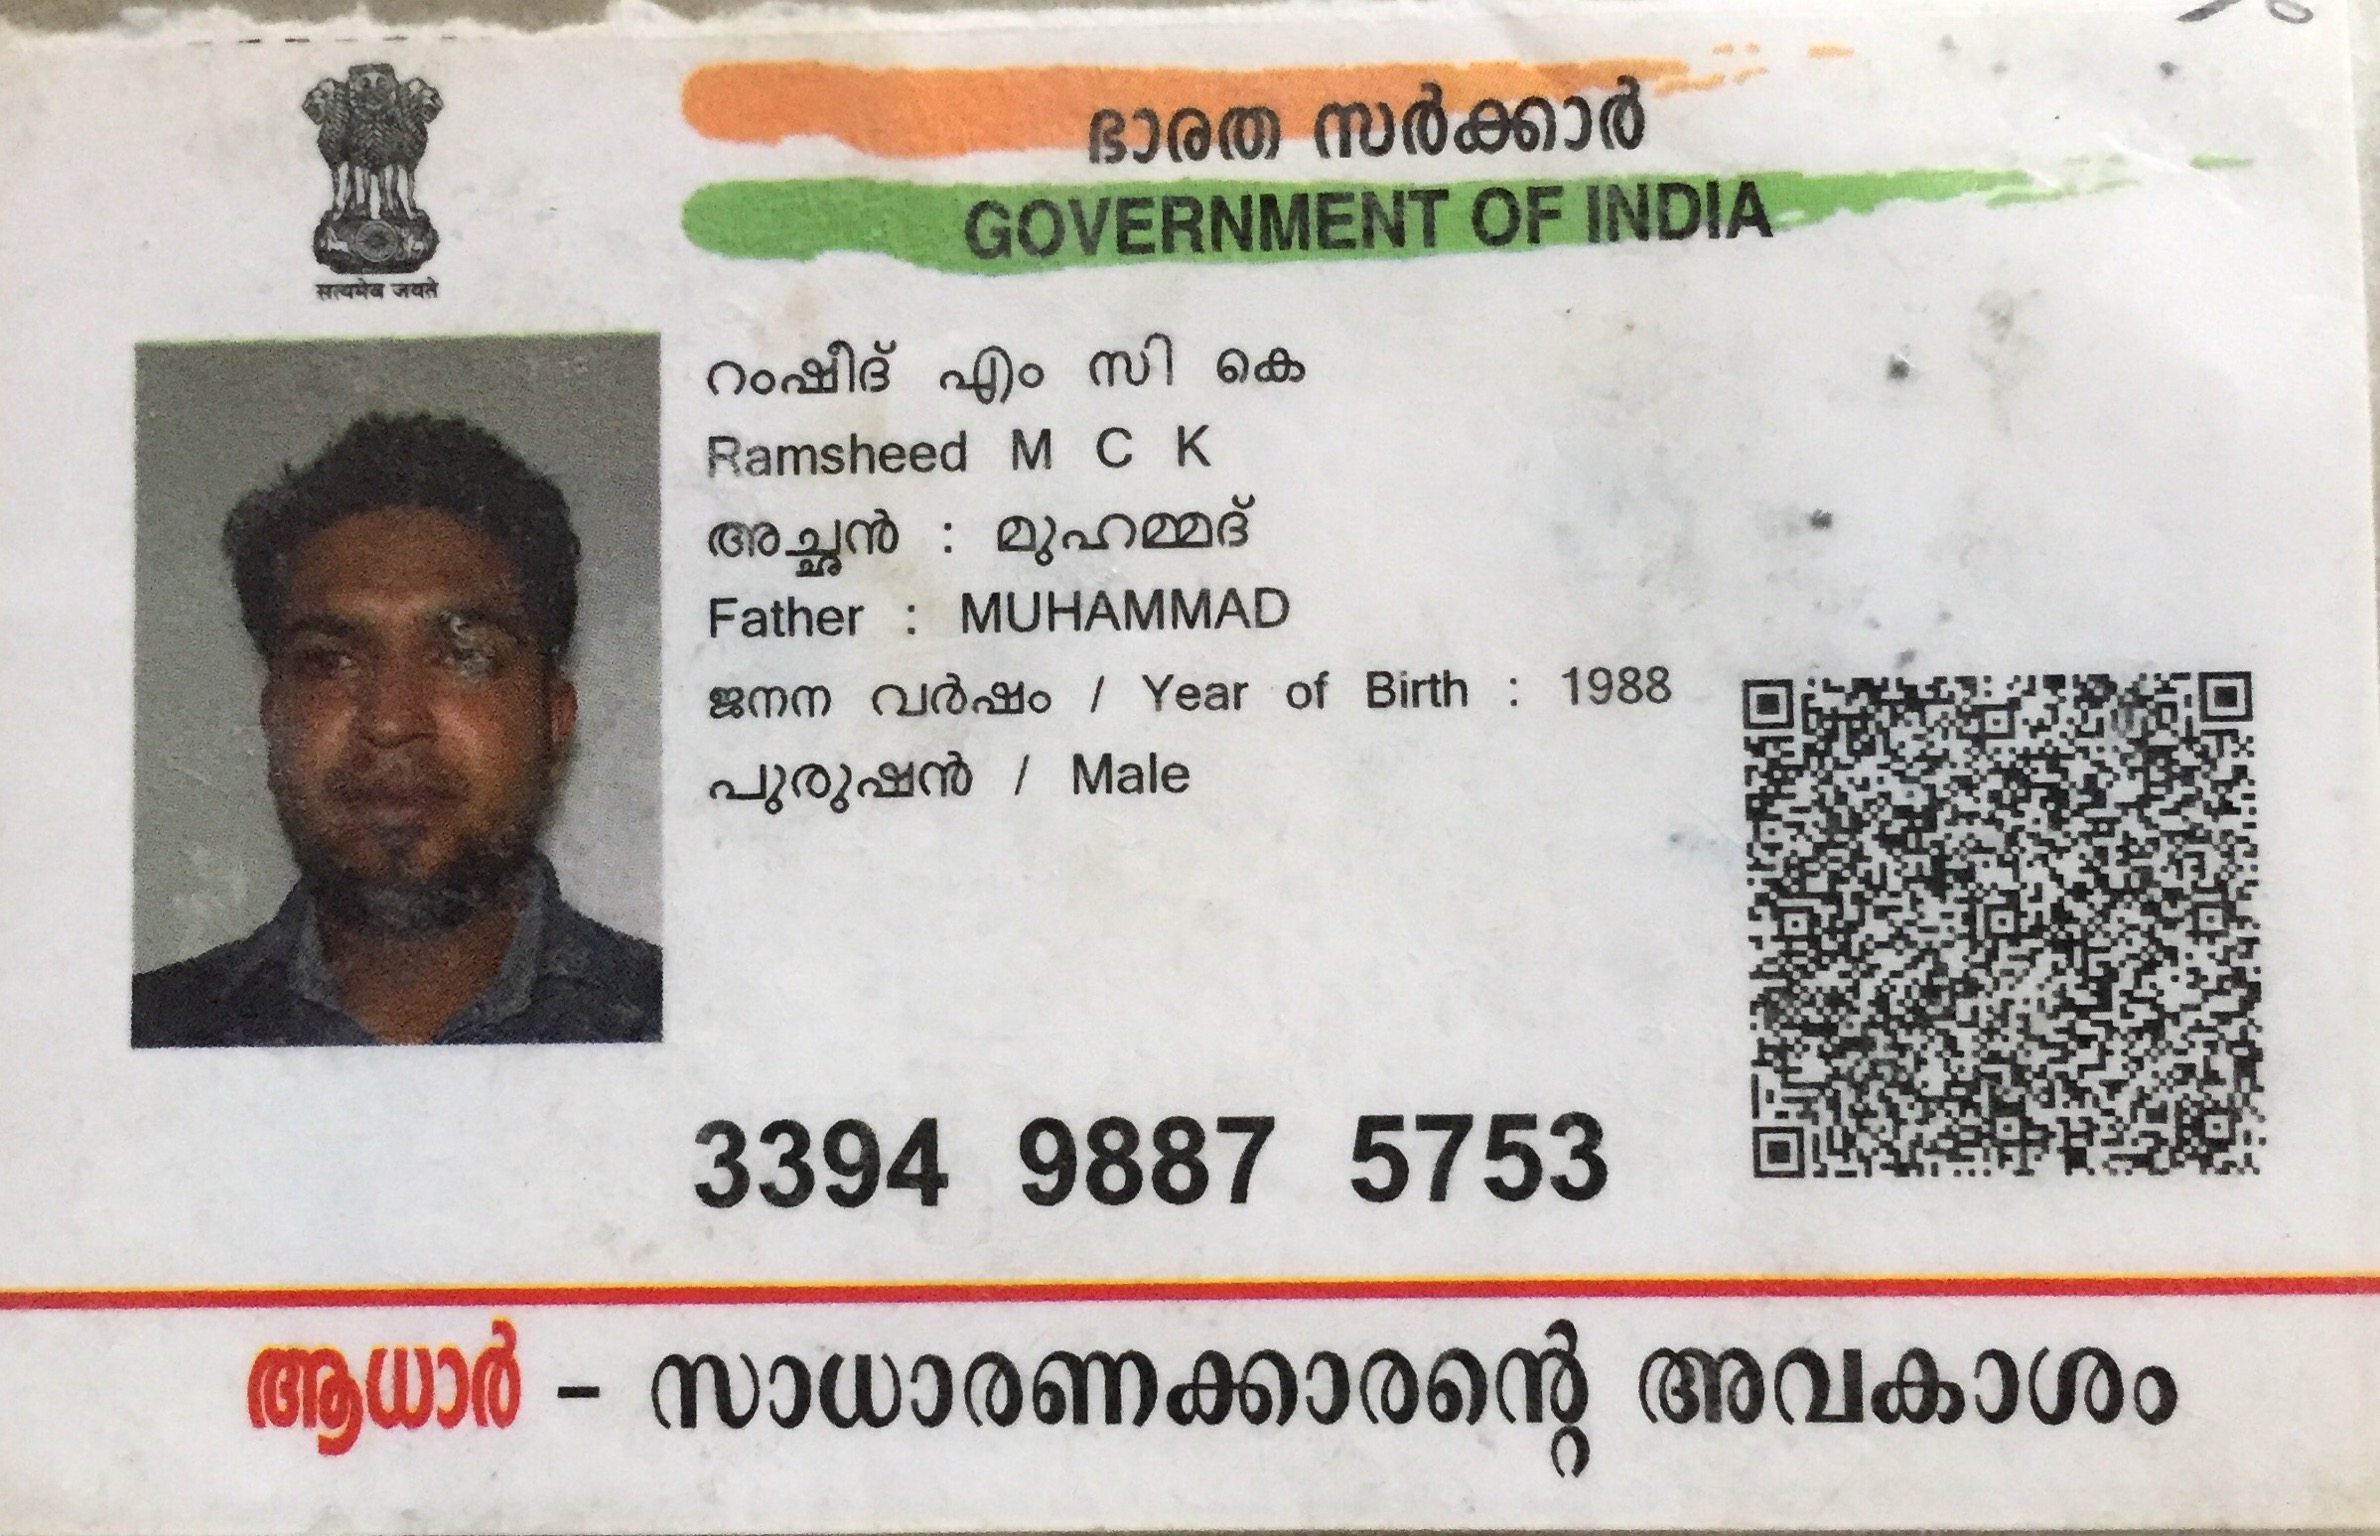 ഭാരത സർക്കാർ
GOVERNMENT OF INDIA
सत्यमेव जयते
റംഷീദ് എം സി കെ
Ramsheed M C K
അച്ഛൻ : മുഹമ്മദ്
Father : MUHAMMAD
ജനന വർഷം / Year of Birth : 1988
പുരുഷൻ / Male
3394 9887 5753
ആധാർ – സാധാരണക്കാരന്റെ അവകാശം